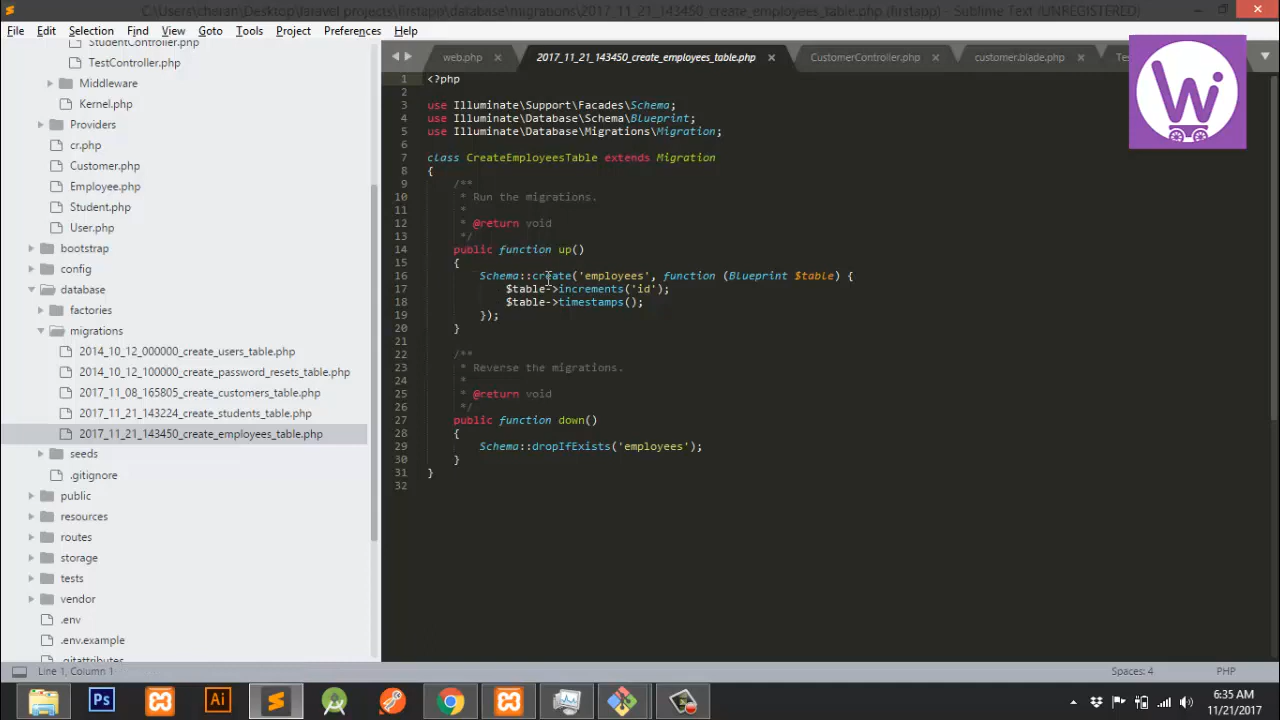 C:\Users\charan\Desktop\laravel projects\firstapp\database\migrations\2017_11_21_143450_create_employees_table.php (firstapp) - Sublime Text (UNREGISTERED)
File Edit Selection Find View Goto Tools Project Preferences Help
StudentController.php
TestController.php
Middleware
Kernel.php
Providers
cr.php
Customer.php
Employee.php
Student.php
User.php
bootstrap
config
database
factories
migrations
2014_10_12_000000_create_users_table.php
2014_10_12_100000_create_password_resets_table.php
2017_11_08_165805_create_customers_table.php
2017_11_21_143224_create_students_table.php
2017_11_21_143450_create_employees_table.php
seeds
.gitignore
public
resources
routes
storage
tests
vendor
.env
.env.example
.gitattributes
web.php 2017_11_21_143450_create_employees_table.php CustomerController.php customer.blade.php
Wi
1 <?php
2
3 use Illuminate\Support\Facades\Schema;
4 use Illuminate\Database\Schema\Blueprint;
5 use Illuminate\Database\Migrations\Migration;
6
7 class CreateEmployeesTable extends Migration
8 {
9 /**
10 * Run the migrations.
11 *
12 * @return void
13 */
14 public function up()
15 {
16 Schema::create('employees', function (Blueprint $table) {
17 $table->increments('id');
18 $table->timestamps();
19 });
20 }
21
22 /**
23 * Reverse the migrations.
24 *
25 * @return void
26 */
27 public function down()
28 {
29 Schema::dropIfExists('employees');
30 }
31 }
32
Line 1, Column 1 Spaces: 4 PHP
Ps Ai
6:35 AM
11/21/2017